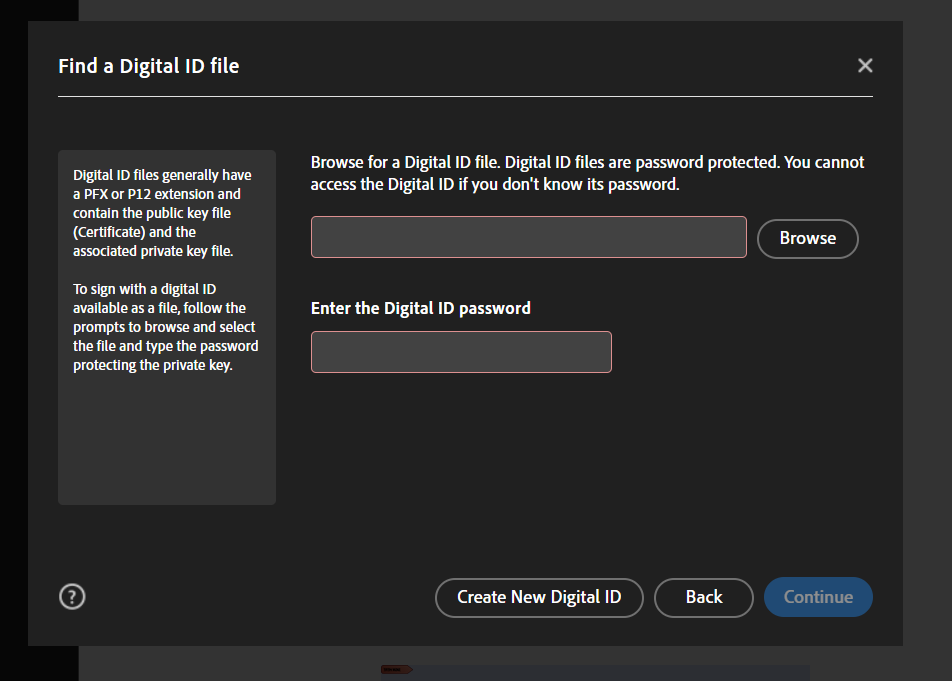 Find a Digital ID file
Digital ID files generally have
a PFX or P12 extension and
contain the public key file
(Certificate) and the
associated private key file.
To sign with a digital ID
available as a file, follow the
prompts to browse and select
the file and type the password
protecting the private key.
Browse for a Digital ID file. Digital ID files are password protected. You cannot
access the Digital ID if you don't know its password.
Browse
Enter the Digital ID password
?
Create New Digital ID
Back
Continue